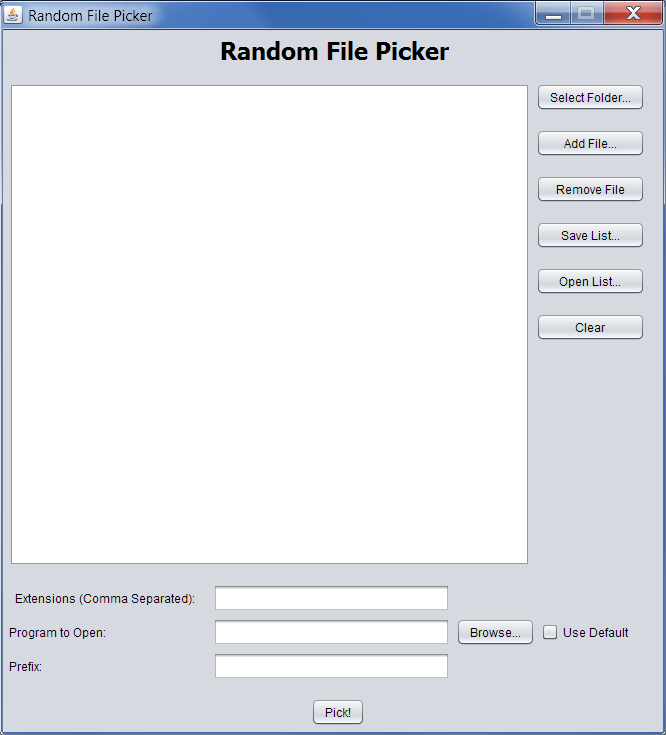 Random File Picker
Random File Picker
Select Folder...
Add File...
Remove File
Save List...
Open List...
Clear
Extensions (Comma Separated):
Program to Open: Browse... Use Default
Prefix:
Pick!